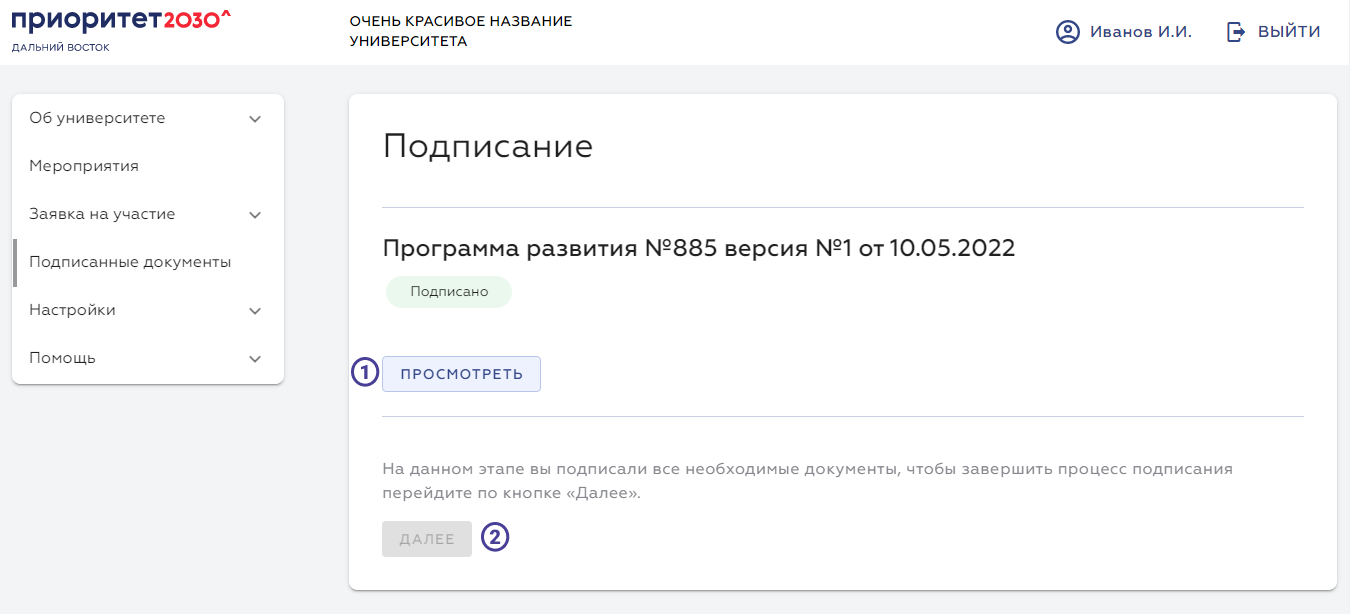 приоритет2030^
ДАЛЬНИЙ ВОСТОК
ОЧЕНЬ КРАСИВОЕ НАЗВАНИЕ
УНИВЕРСИТЕТА
Иванов И.И.
ВЫЙТИ
Об университете
Мероприятия
Заявка на участие
Подписанные документы
Настройки
Помощь
Подписание
Программа развития №885 версия №1 от 10.05.2022
Подписано
1 ПРОСМОТРЕТЬ
На данном этапе вы подписали все необходимые документы, чтобы завершить процесс подписания
перейдите по кнопке «Далее».
ДАЛЕЕ 2